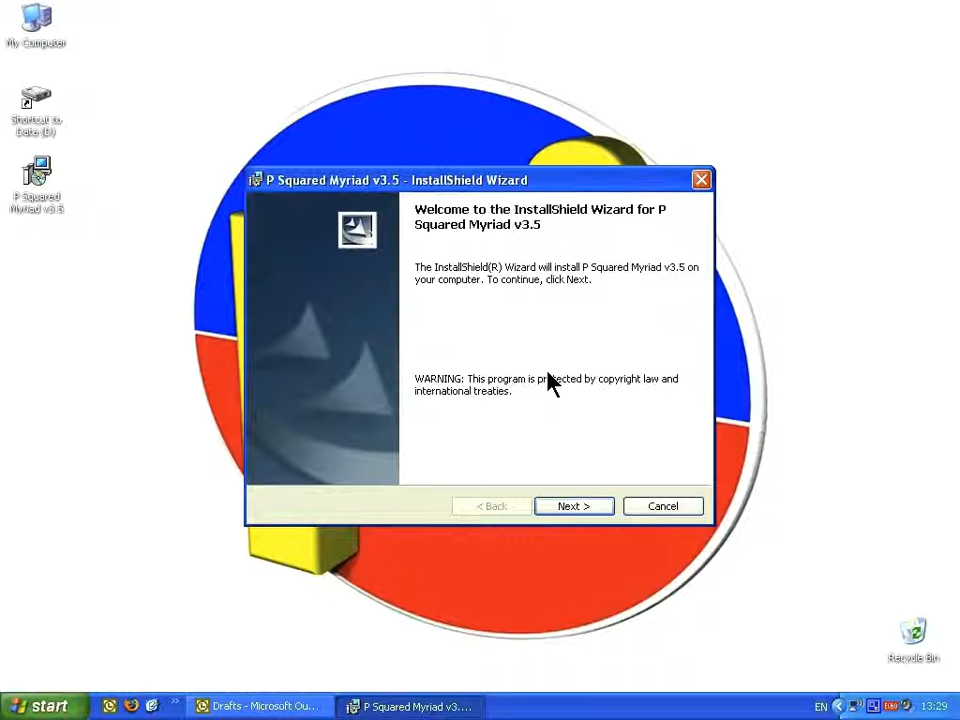 My Computer
Shortcut to
Data (D)
P Squared
Myriad v3.5
P Squared Myriad v3.5 - InstallShield Wizard
Welcome to the InstallShield Wizard for P
Squared Myriad v3.5
The InstallShield(R) Wizard will install P Squared Myriad v3.5 on
your computer. To continue, click Next.
WARNING: This program is protected by copyright law and
international treaties.
< Back
Next >
Cancel
Recycle Bin
start
Drafts - Microsoft Ou...
P Squared Myriad v3....
EN
13:29